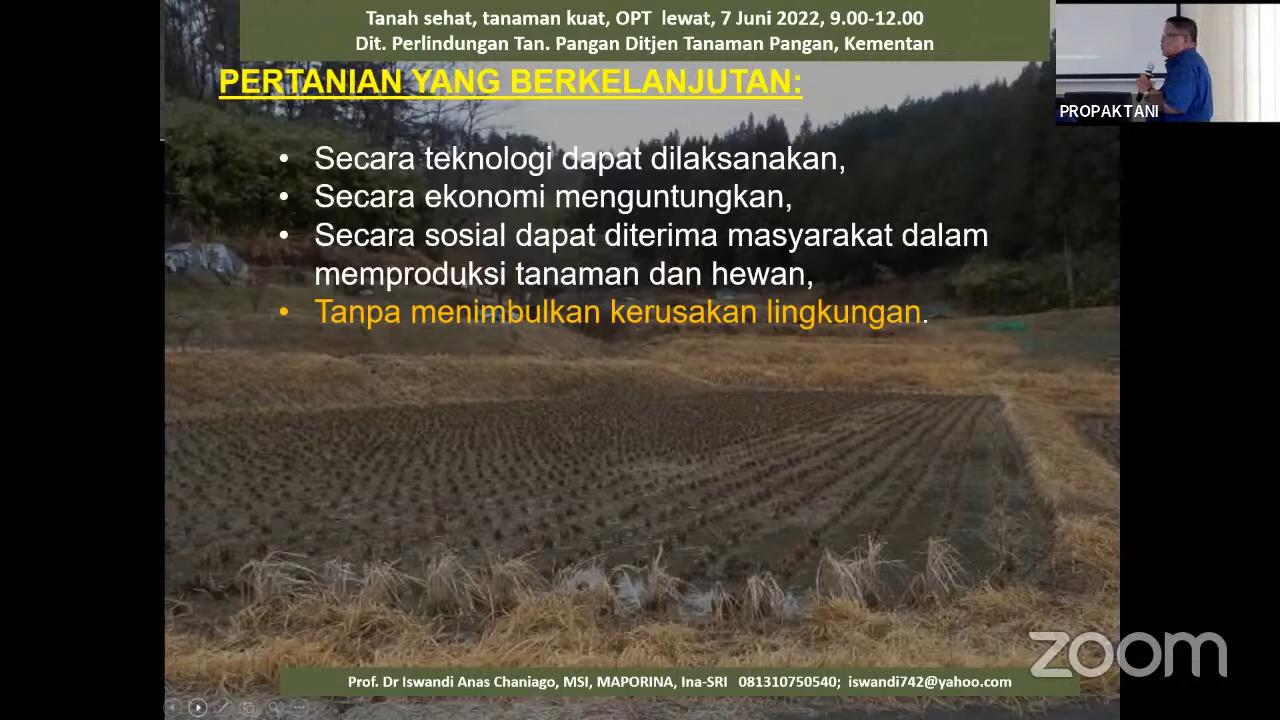 Tanah sehat, tanaman kuat, OPT lewat, 7 Juni 2022, 9.00-12.00
Dit. Perlindungan Tan. Pangan Ditjen Tanaman Pangan, Kementan
PERTANIAN YANG BERKELANJUTAN:
PROPAKTANI
• Secara teknologi dapat dilaksanakan,
• Secara ekonomi menguntungkan,
• Secara sosial dapat diterima masyarakat dalam
memproduksi tanaman dan hewan,
• Tanpa menimbulkan kerusakan lingkungan.
zoom
Prof. Dr Iswandi Anas Chaniago, MSI, MAPORINA, Ina-SRI 081310750540; iswandi742@yahoo.com